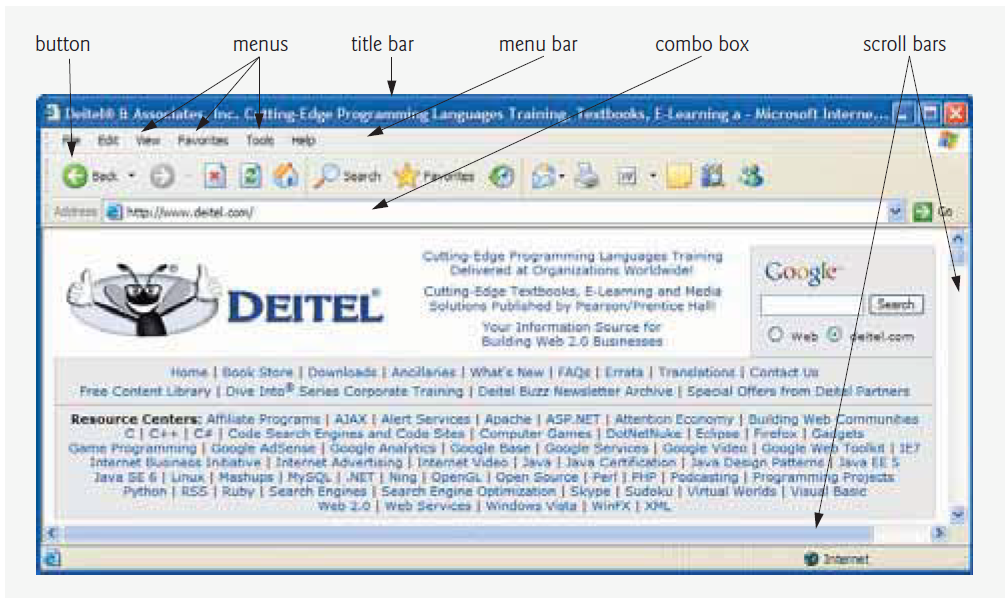 button menus title bar menu bar combo box scroll bars
Deitel® & Associates, Inc. Cutting-Edge Programming Languages Training, Textbooks, E-Learning a - Microsoft Interne...
File Edit View Favorites Tools Help
Back Search Favorites
Address http://www.deitel.com/ Go
Cutting-Edge Programming Languages Training
Delivered at Organizations Worldwide!
Cutting-Edge Textbooks, E-Learning and Media
Solutions Published by Pearson/Prentice Hall!
Your Information Source for
Building Web 2.0 Businesses
DEITEL®
Google™
Search
Web deitel.com
Home | Book Store | Downloads | Ancillaries | What's New | FAQs | Errata | Translations | Contact Us
Free Content Library | Dive Into® Series Corporate Training | Deitel Buzz Newsletter Archive | Special Offers from Deitel Partners
Resource Centers: Affiliate Programs | AJAX | Alert Services | Apache | ASP.NET | Attention Economy | Building Web Communities
C | C++ | C# | Code Search Engines and Code Sites | Computer Games | DotNetNuke | Eclipse | Firefox | Gadgets
Game Programming | Google AdSense | Google Analytics | Google Base | Google Services | Google Video | Google Web Toolkit | IE7
Internet Business Initiative | Internet Advertising | Internet Video | Java | Java Certification | Java Design Patterns | Java EE 5
Java SE 6 | Linux | Mashups | MySQL | .NET | Ning | OpenGL | Open Source | Perl | PHP | Podcasting | Programming Projects
Python | RSS | Ruby | Search Engines | Search Engine Optimization | Skype | Sudoku | Virtual Worlds | Visual Basic
Web 2.0 | Web Services | Windows Vista | WinFX | XML
Internet